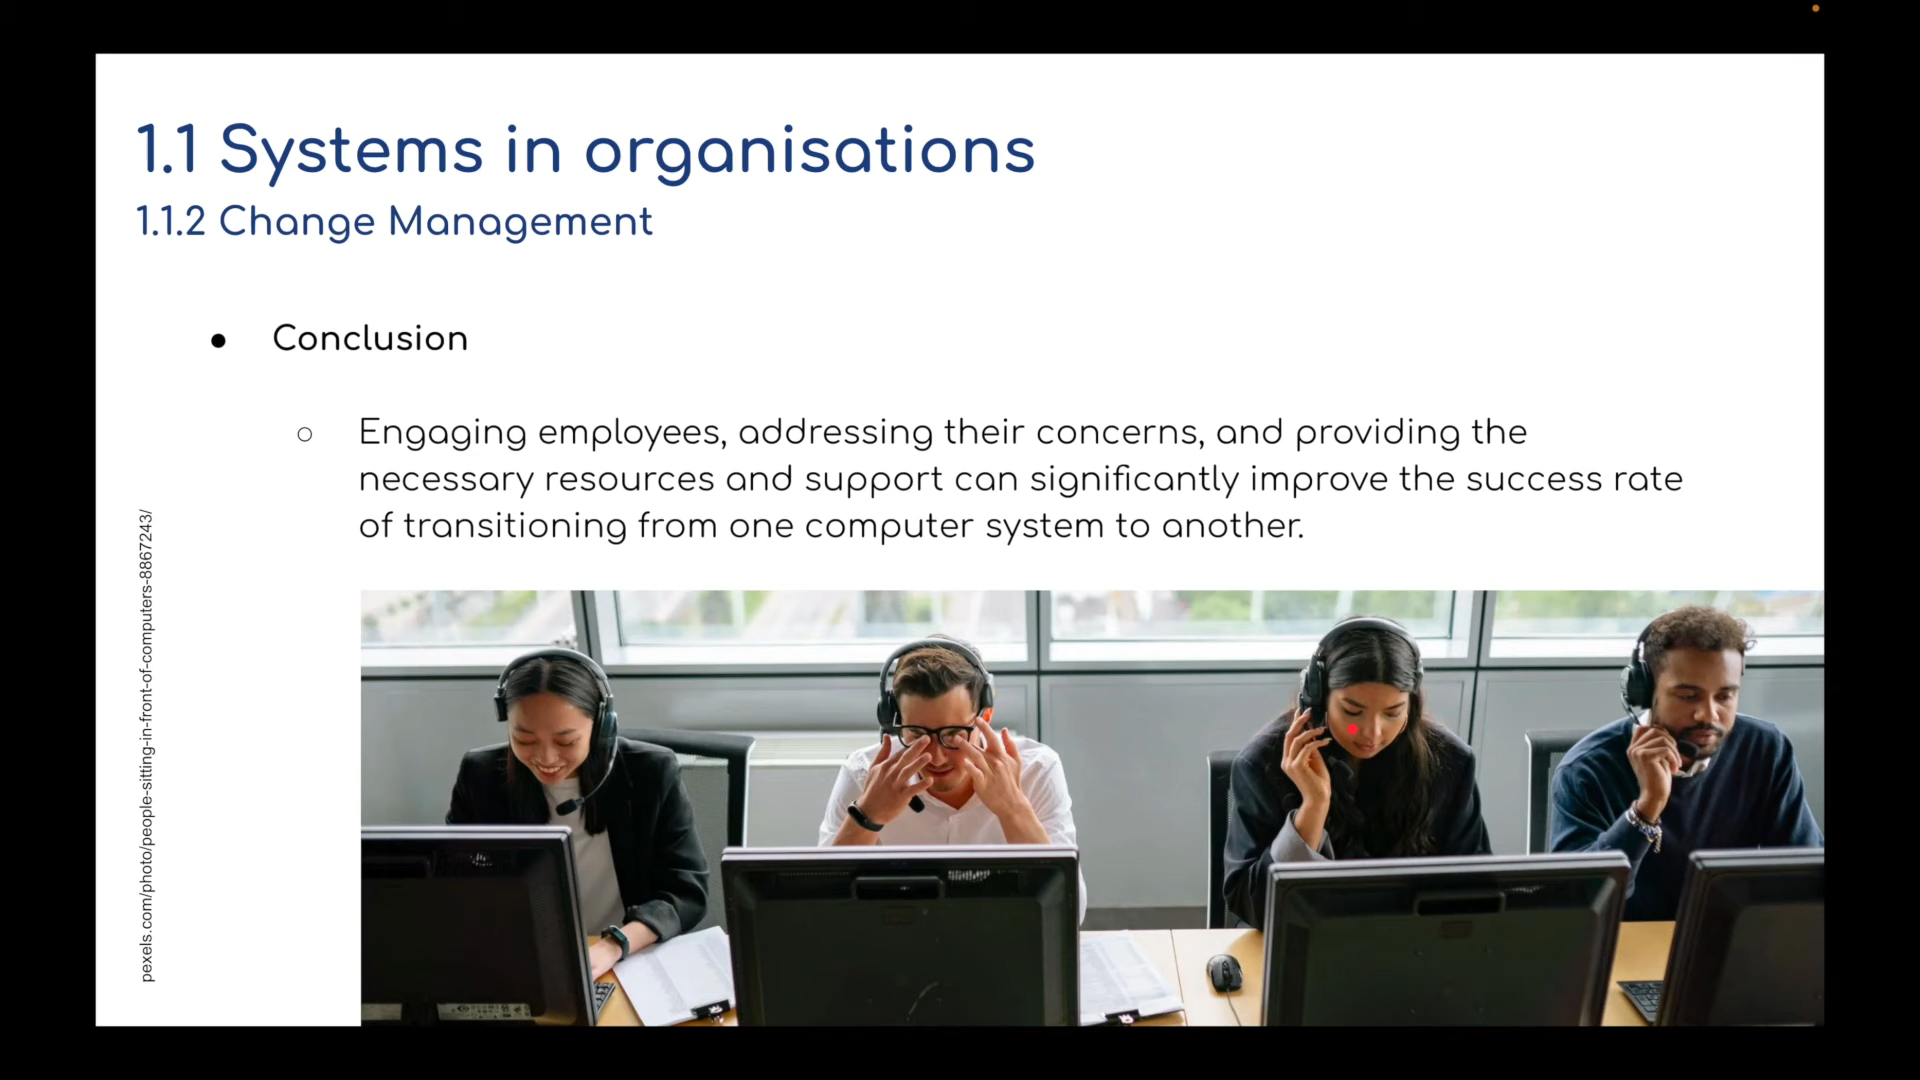 1.1 Systems in organisations
1.1.2 Change Management
● Conclusion
○ Engaging employees, addressing their concerns, and providing the
necessary resources and support can significantly improve the success rate
of transitioning from one computer system to another.
pexels.com/photo/people-sitting-in-front-of-computers-8867243/